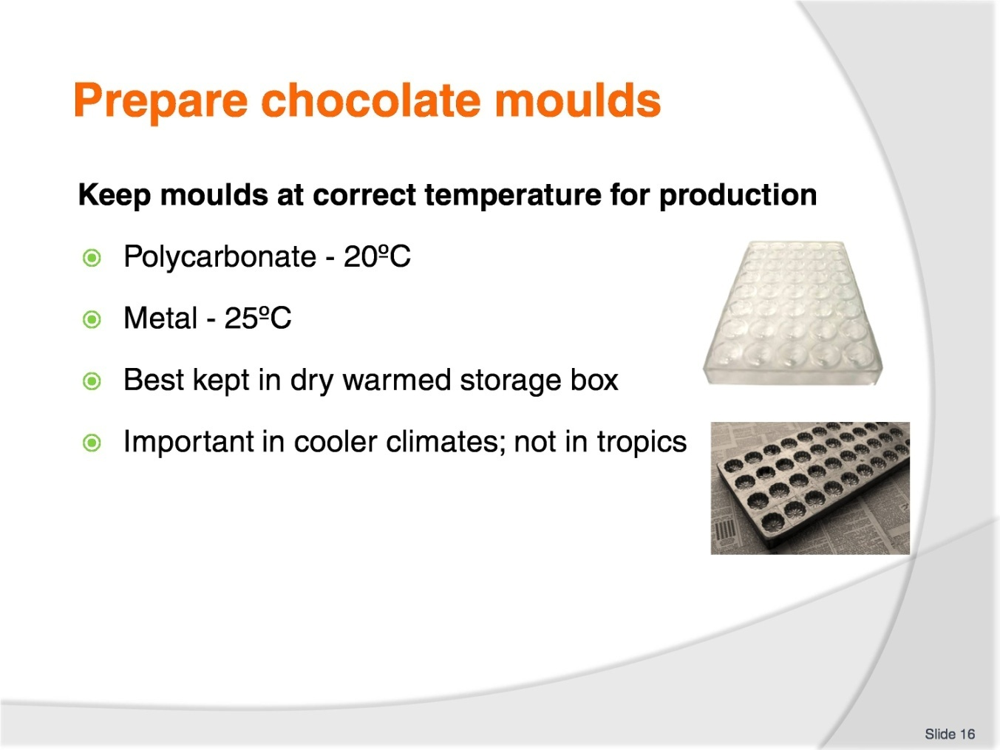 Prepare chocolate moulds
Keep moulds at correct temperature for production
Polycarbonate - 20ºC
Metal - 25ºC
Best kept in dry warmed storage box
Important in cooler climates; not in tropics
Slide 16